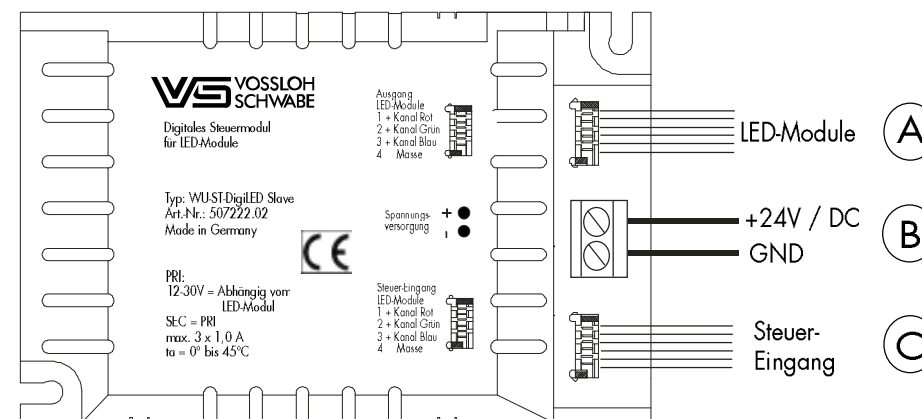 VS VOSSLOH
SCHWABE
Digitales Steuermodul
für LED-Module
Typ: WU-ST-DigiLED Slave
Art.-Nr.: 507222.02
Made in Germany
CE
PRI:
12-30V = Abhängig vom
LED-Modul
SEC = PRI
max. 3 x 1,0 A
ta = 0° bis 45°C
Ausgang
LED-Module
1 + Kanal Rot
2 + Kanal Grün
3 + Kanal Blau
4 Masse
Spannungs-
versorgung
+
-
Steuer-Eingang
LED-Module
1 + Kanal Rot
2 + Kanal Grün
3 + Kanal Blau
4 Masse
LED-Module
A
+24V / DC
GND
B
Steuer-
Eingang
C